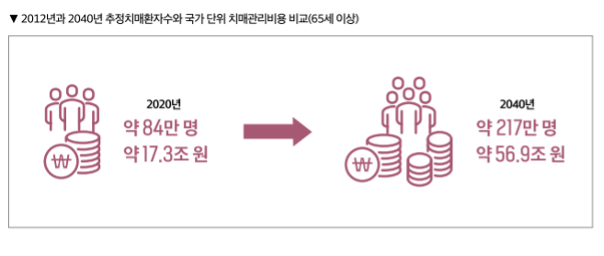 ▼ 2012년과 2040년 추정치매환자수와 국가 단위 치매관리비용 비교(65세 이상)
2020년
약 84만 명
약 17.3조 원
₩
2040년
약 217만 명
약 56.9조 원
₩